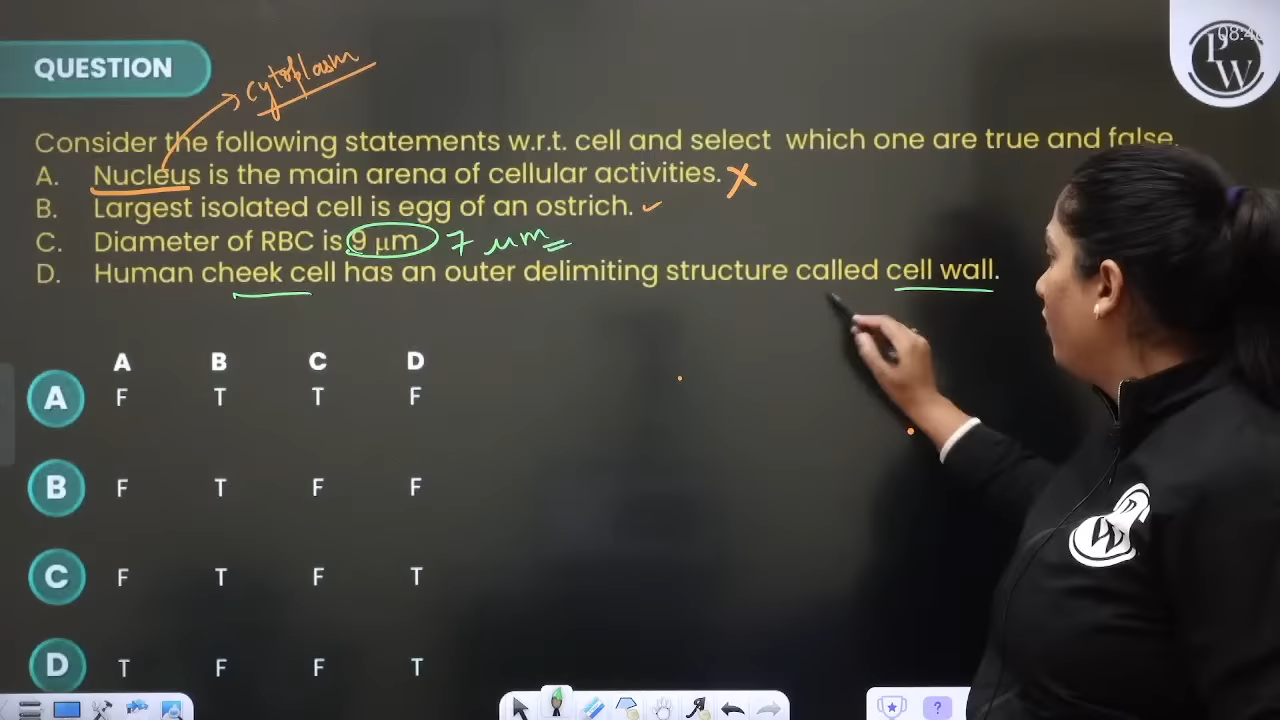 QUESTION
cytoplasm
Consider the following statements w.r.t. cell and select which one are true and false.
A. Nucleus is the main arena of cellular activities. X
B. Largest isolated cell is egg of an ostrich.
C. Diameter of RBC is 9 μm 7 μm
D. Human cheek cell has an outer delimiting structure called cell wall.
A B C D
A F T T F
B F T F F
C F T F T
D T F F T
PW
?